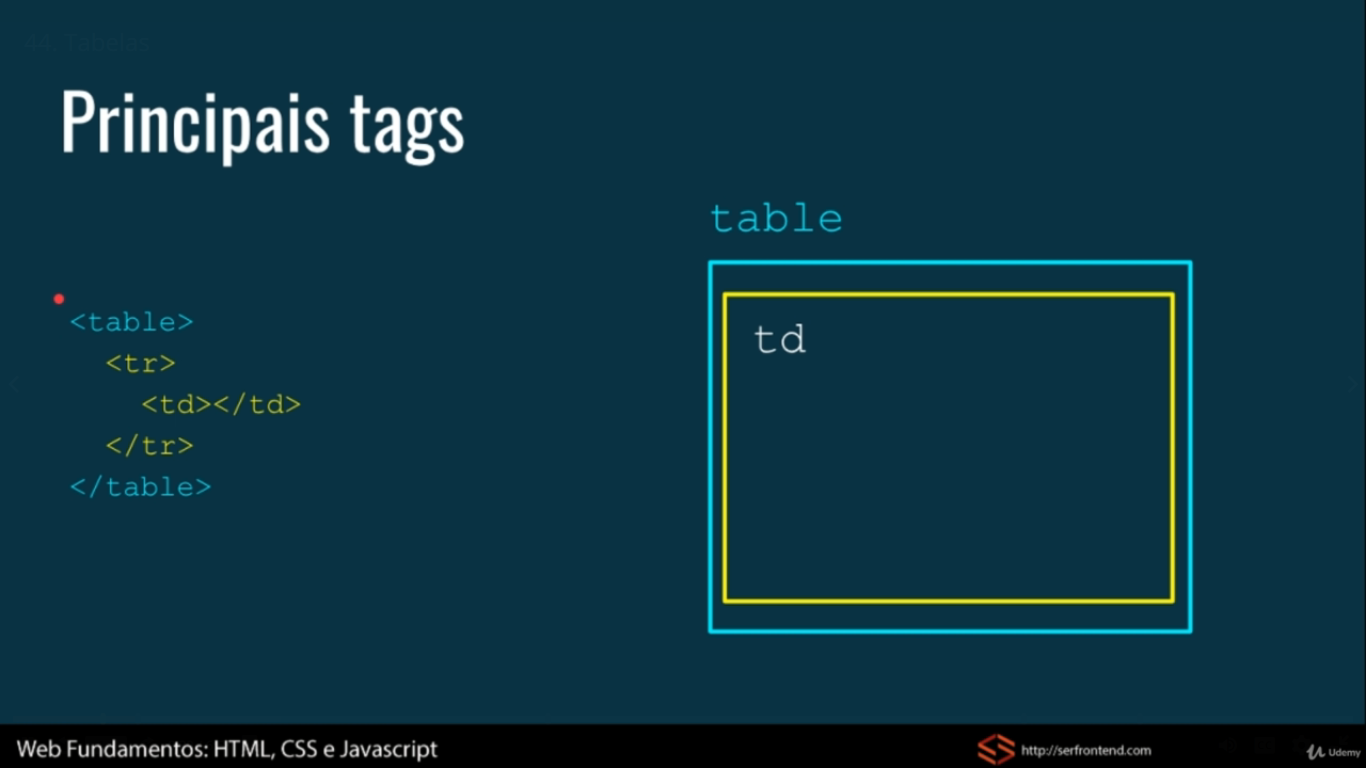 44. Tabelas
Principais tags
table
<table>
<tr>
<td></td>
</tr>
</table>
td
Web Fundamentos: HTML, CSS e Javascript
http://serfrontend.com
Udemy